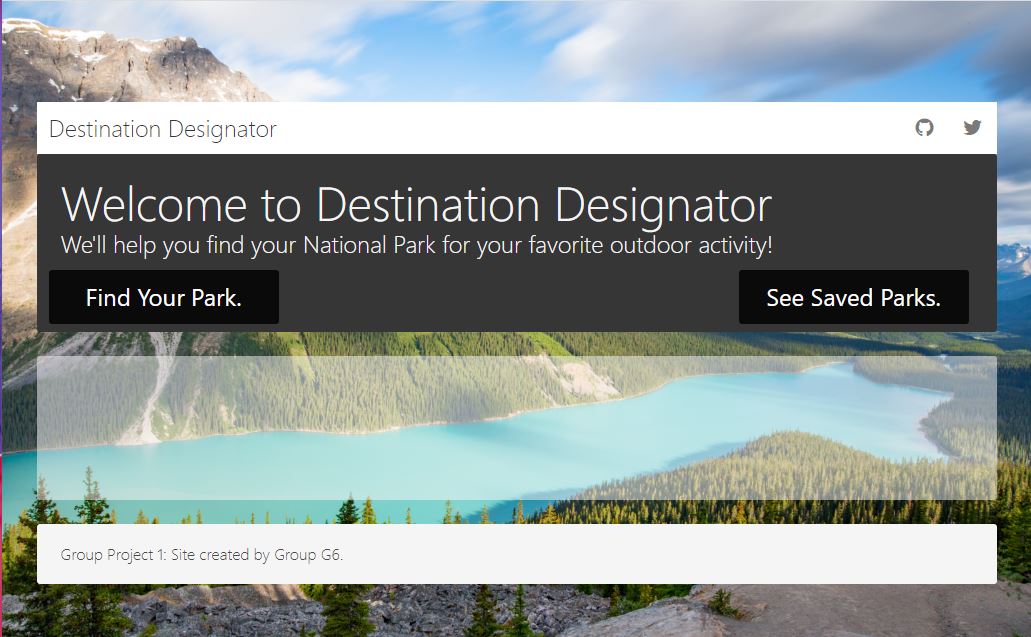 Destination Designator
Welcome to Destination Designator
We'll help you find your National Park for your favorite outdoor activity!
Find Your Park.
See Saved Parks.
Group Project 1: Site created by Group G6.